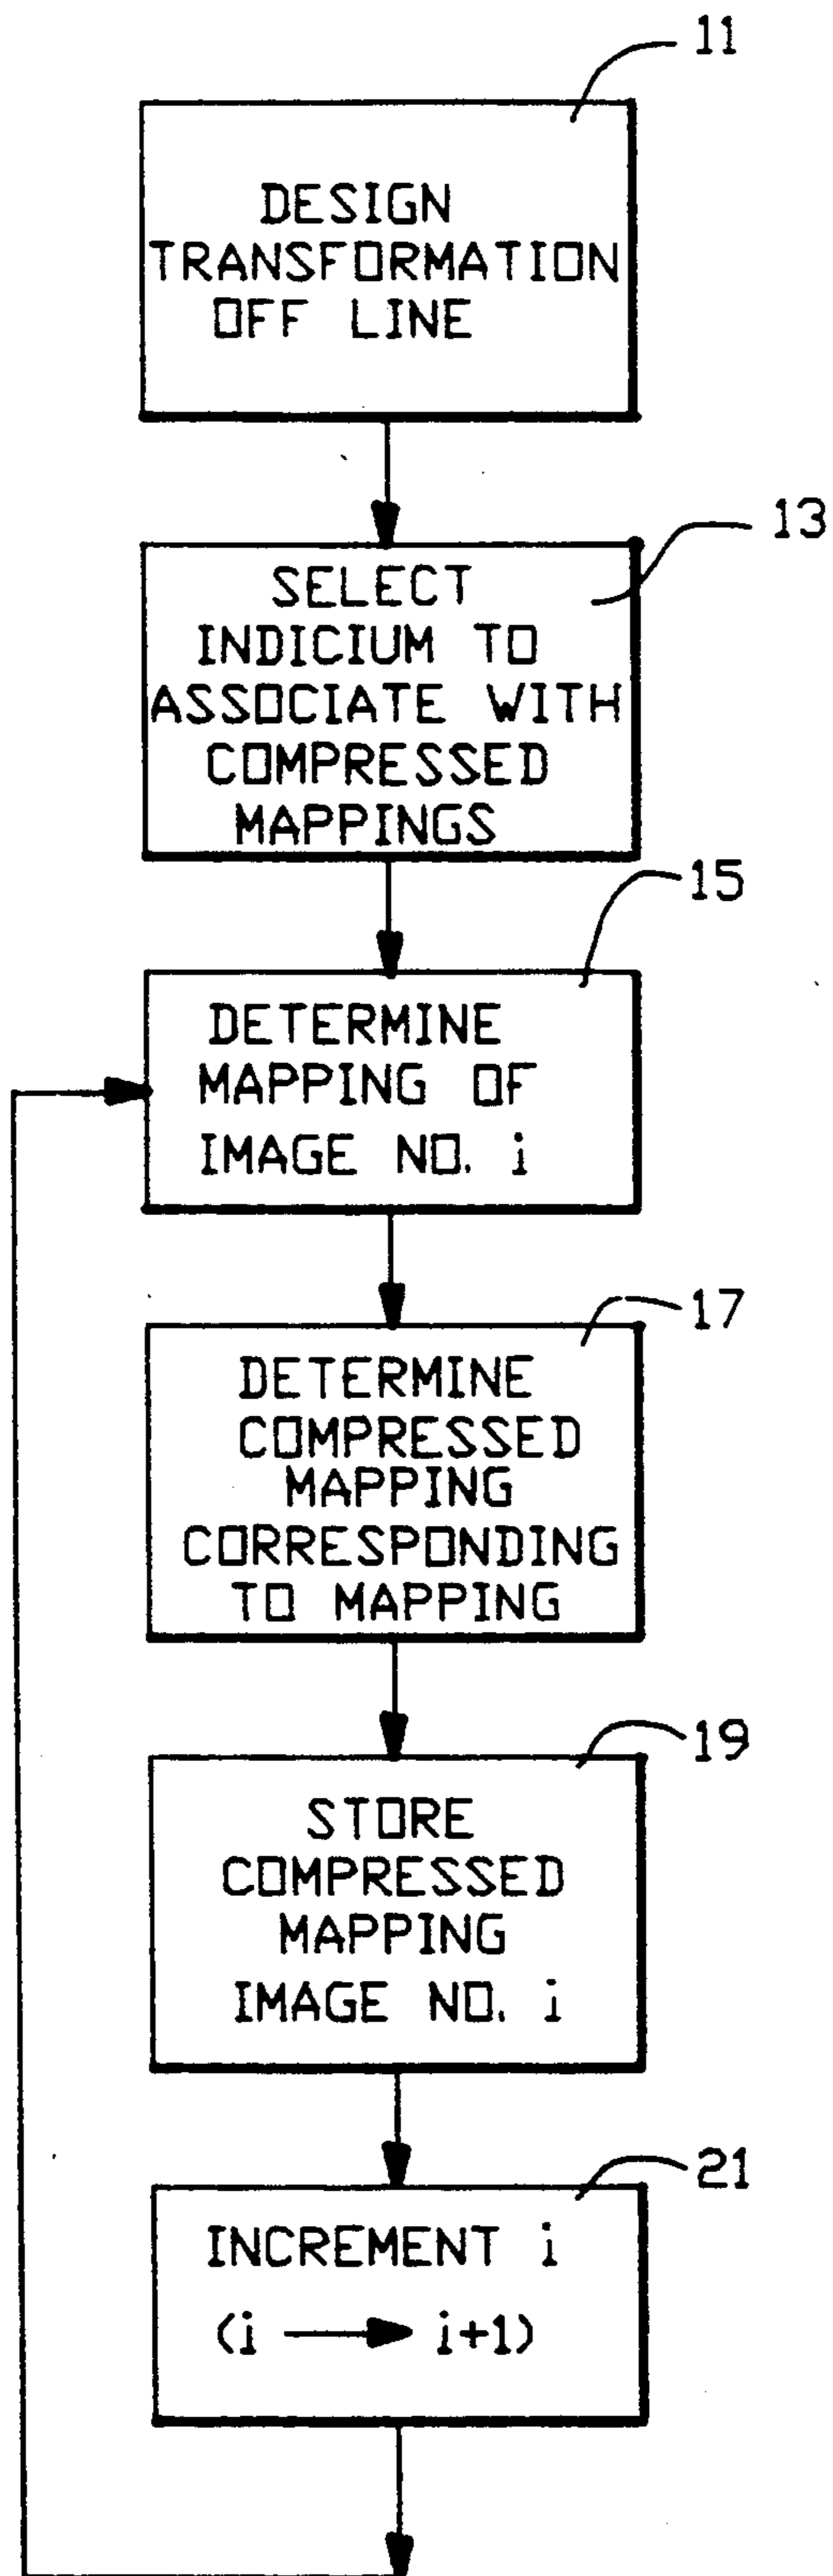 11
DESIGN
TRANSFORMATION
OFF LINE
13
SELECT
INDICIUM TO
ASSOCIATE WITH
COMPRESSED
MAPPINGS
15
DETERMINE
MAPPING OF
IMAGE NO. i
17
DETERMINE
COMPRESSED
MAPPING
CORRESPONDING
TO MAPPING
19
STORE
COMPRESSED
MAPPING
IMAGE NO. i
21
INCREMENT i
(i → i+1)